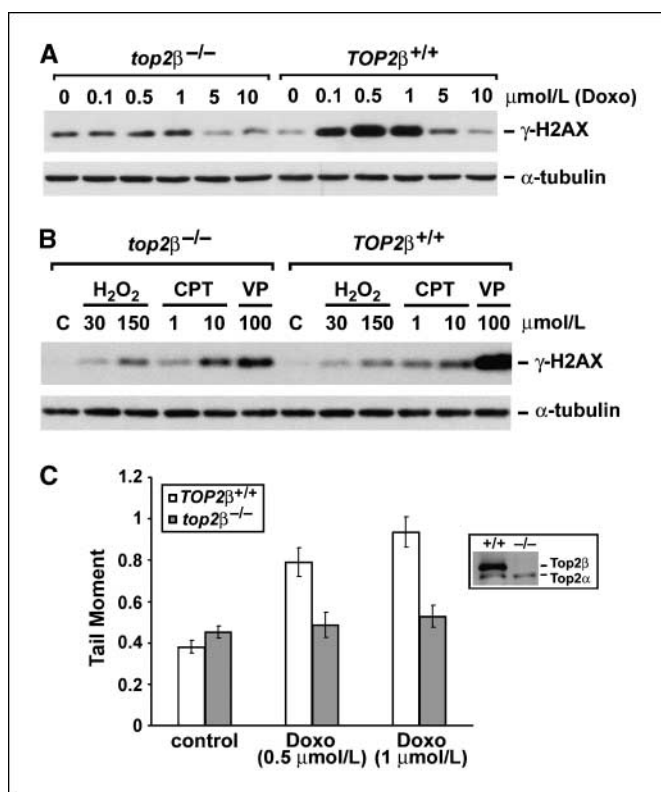 A
top2β−/− TOP2β+/+
0 0.1 0.5 1 5 10 0 0.1 0.5 1 5 10 μmol/L (Doxo)
γ-H2AX
α-tubulin
B
top2β−/− TOP2β+/+
H2O2 CPT VP H2O2 CPT VP
C 30 150 1 10 100 C 30 150 1 10 100 μmol/L
γ-H2AX
α-tubulin
C
1.2
1
0.8
0.6
0.4
0.2
0
Tail Moment
TOP2β+/+
top2β−/−
+/+ −/−
Top2β
Top2α
control Doxo Doxo
(0.5 μmol/L) (1 μmol/L)